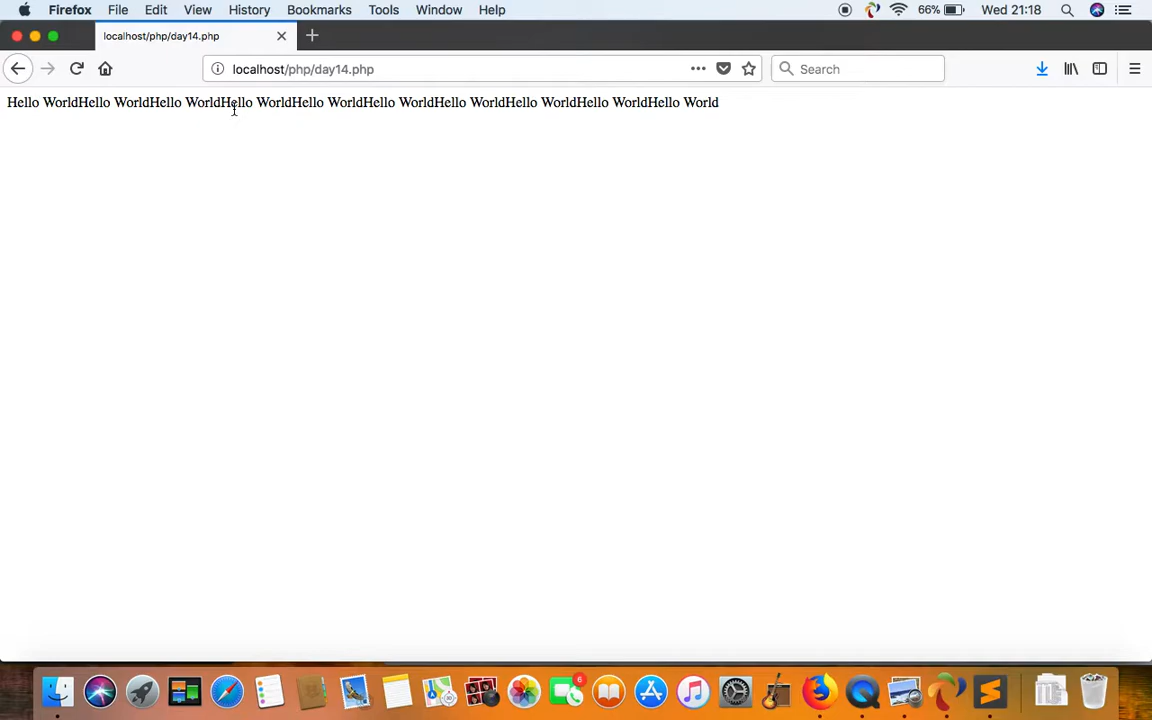 Firefox File Edit View History Bookmarks Tools Window Help 66% Wed 21:18
localhost/php/day14.php
localhost/php/day14.php Search
Hello WorldHello WorldHello WorldHello WorldHello WorldHello WorldHello WorldHello WorldHello WorldHello World
6